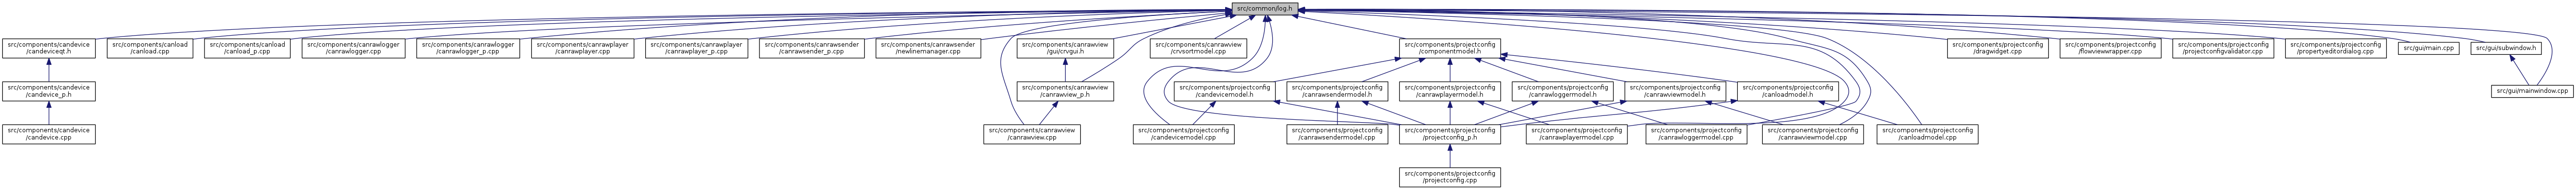 src/common/log.h
src/components/candevice
/candeviceqt.h
src/components/canload
/canload.cpp
src/components/canload
/canload_p.cpp
src/components/canrawlogger
/canrawlogger.cpp
src/components/canrawlogger
/canrawlogger_p.cpp
src/components/canrawplayer
/canrawplayer.cpp
src/components/canrawplayer
/canrawplayer_p.cpp
src/components/canrawsender
/canrawsender_p.cpp
src/components/canrawsender
/newlinemanager.cpp
src/components/canrawview
/gui/crvgui.h
src/components/canrawview
/crvsortmodel.cpp
src/components/projectconfig
/componentmodel.h
src/components/projectconfig
/dragwidget.cpp
src/components/projectconfig
/flowviewwrapper.cpp
src/components/projectconfig
/projectconfigvalidator.cpp
src/components/projectconfig
/propertyeditordialog.cpp
src/gui/main.cpp
src/gui/subwindow.h
src/components/candevice
/candevice_p.h
src/components/canrawview
/canrawview_p.h
src/components/projectconfig
/candevicemodel.h
src/components/projectconfig
/canrawsendermodel.h
src/components/projectconfig
/canrawplayermodel.h
src/components/projectconfig
/canrawloggermodel.h
src/components/projectconfig
/canrawviewmodel.h
src/components/projectconfig
/canloadmodel.h
src/gui/mainwindow.cpp
src/components/candevice
/candevice.cpp
src/components/canrawview
/canrawview.cpp
src/components/projectconfig
/candevicemodel.cpp
src/components/projectconfig
/canrawsendermodel.cpp
src/components/projectconfig
/projectconfig_p.h
src/components/projectconfig
/canrawplayermodel.cpp
src/components/projectconfig
/canrawloggermodel.cpp
src/components/projectconfig
/canrawviewmodel.cpp
src/components/projectconfig
/canloadmodel.cpp
src/components/projectconfig
/projectconfig.cpp